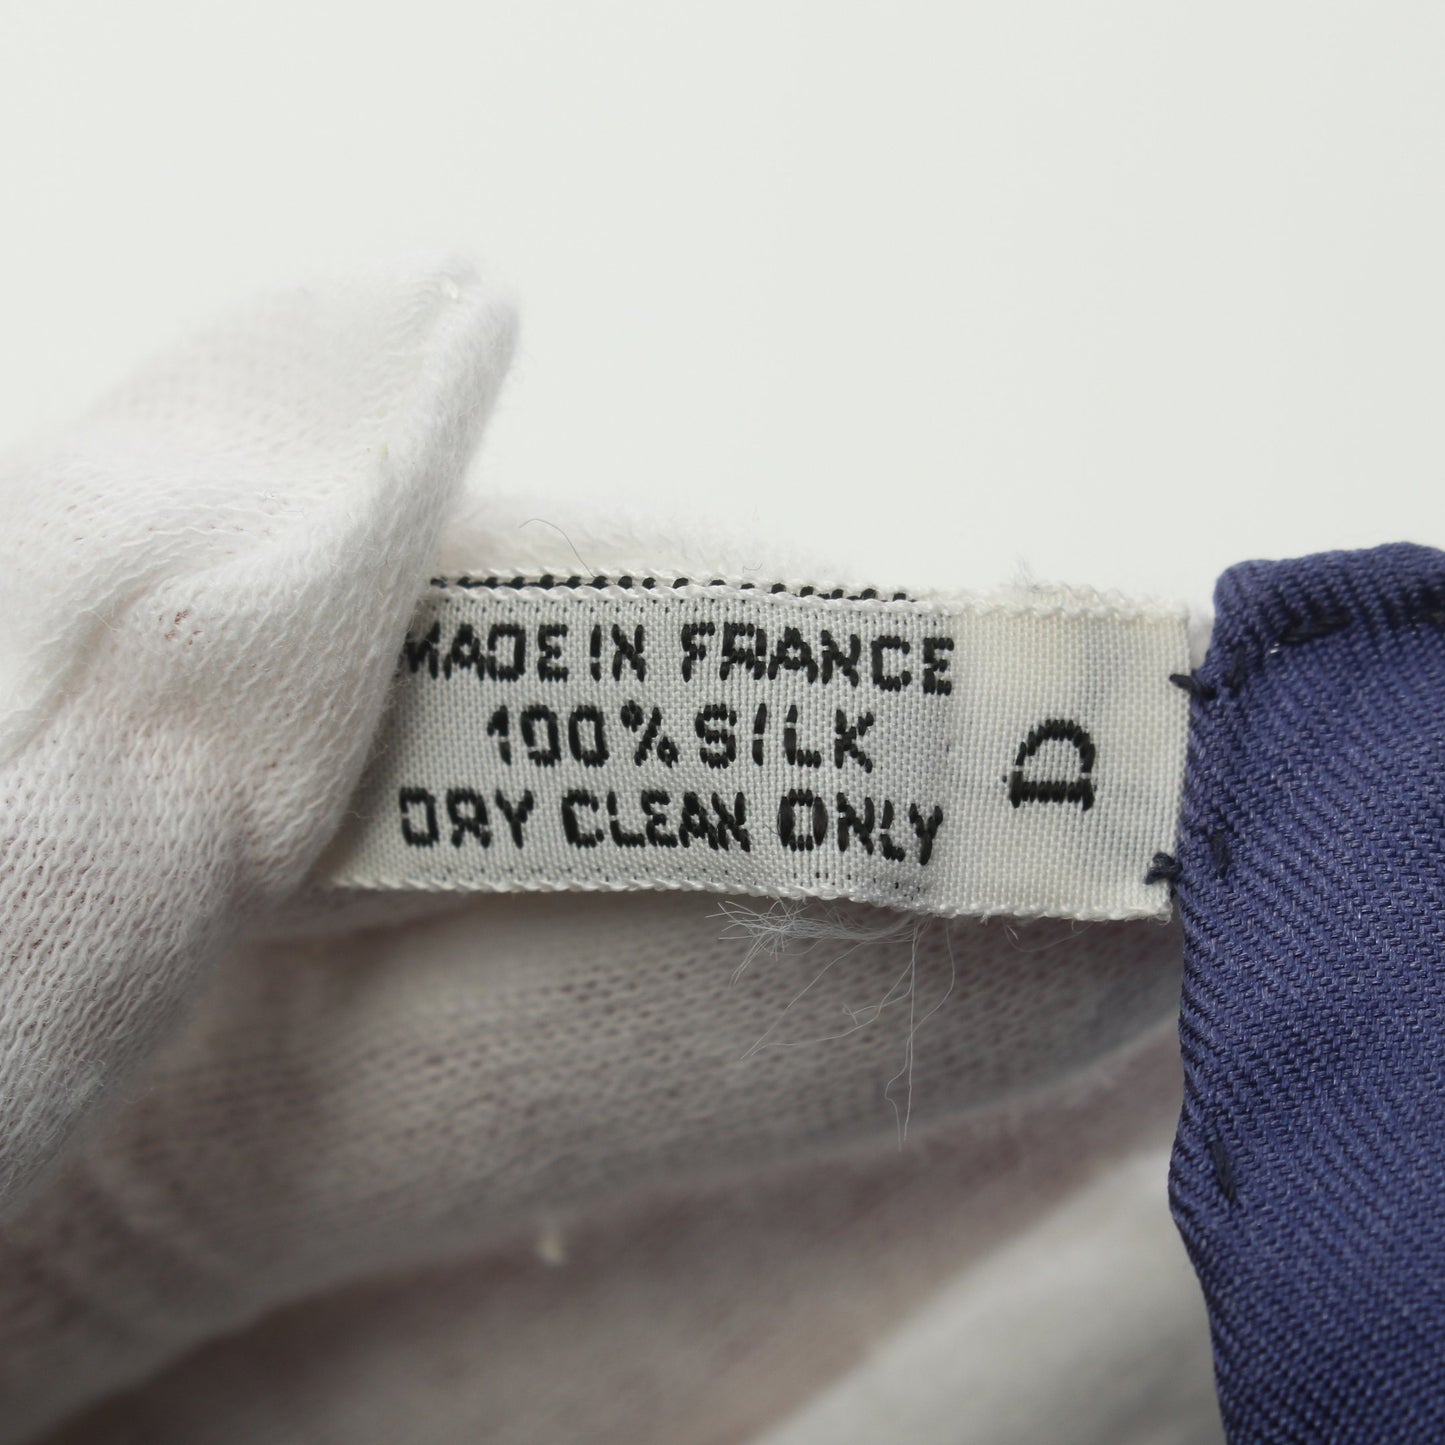 MADE IN FRANCE
100% SILK
DRY CLEAN ONLY
D